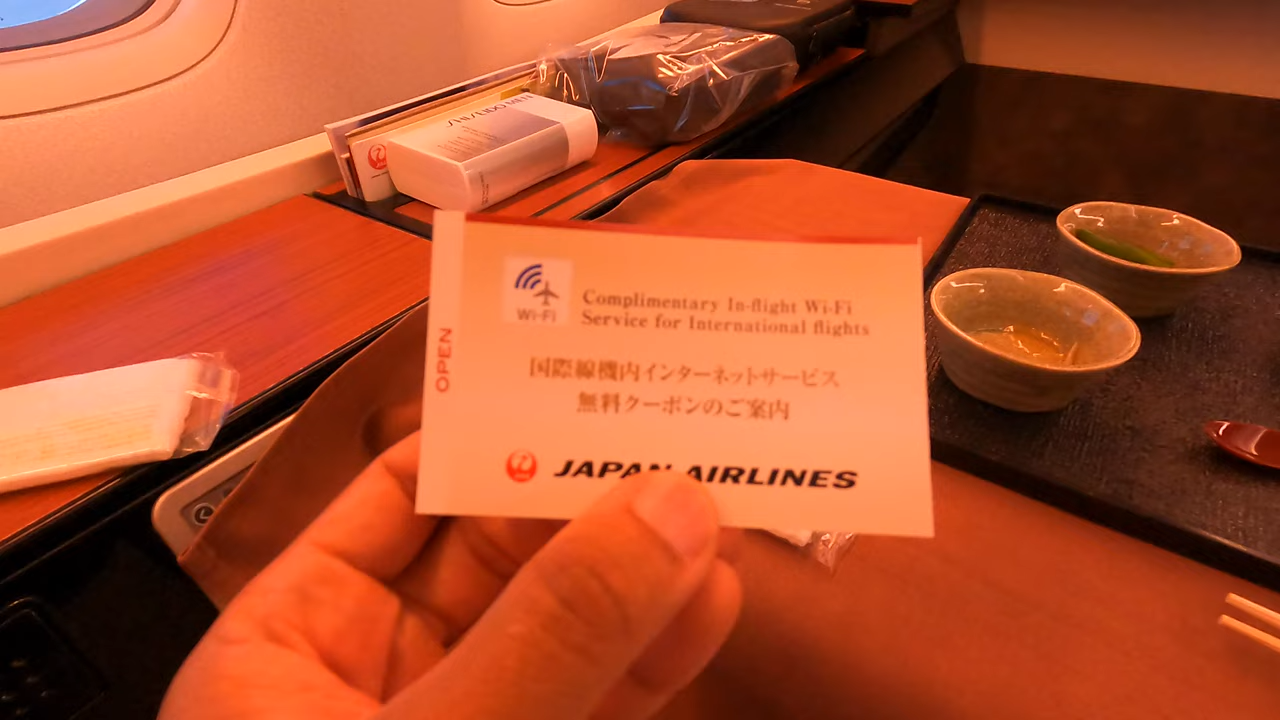 SHISEIDO MEN
Wi-Fi
Complimentary In-flight Wi-Fi
Service for International flights
OPEN
国際線機内インターネットサービス
無料クーポンのご案内
JAPAN AIRLINES